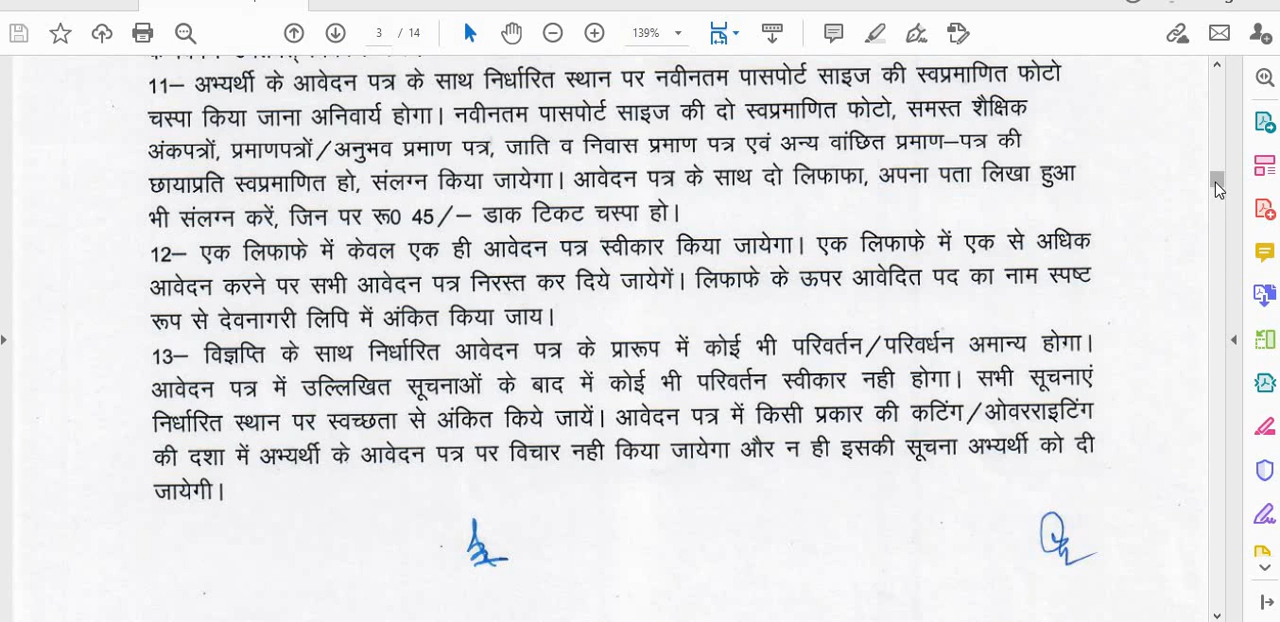 3 / 14
139%
11– अभ्यर्थी के आवेदन पत्र के साथ निर्धारित स्थान पर नवीनतम पासपोर्ट साइज की स्वप्रमाणित फोटो
चस्पा किया जाना अनिवार्य होगा। नवीनतम पासपोर्ट साइज की दो स्वप्रमाणित फोटो, समस्त शैक्षिक
अंकपत्रों, प्रमाणपत्रों/अनुभव प्रमाण पत्र, जाति व निवास प्रमाण पत्र एवं अन्य वांछित प्रमाण–पत्र की
छायाप्रति स्वप्रमाणित हो, संलग्न किया जायेगा। आवेदन पत्र के साथ दो लिफाफा, अपना पता लिखा हुआ
भी संलग्न करें, जिन पर रू0 45/– डाक टिकट चस्पा हो।
12– एक लिफाफे में केवल एक ही आवेदन पत्र स्वीकार किया जायेगा। एक लिफाफे में एक से अधिक
आवेदन करने पर सभी आवेदन पत्र निरस्त कर दिये जायेगें। लिफाफे के ऊपर आवेदित पद का नाम स्पष्ट
रूप से देवनागरी लिपि में अंकित किया जाय।
13– विज्ञप्ति के साथ निर्धारित आवेदन पत्र के प्रारूप में कोई भी परिवर्तन/परिवर्धन अमान्य होगा।
आवेदन पत्र में उल्लिखित सूचनाओं के बाद में कोई भी परिवर्तन स्वीकार नही होगा। सभी सूचनाएं
निर्धारित स्थान पर स्वच्छता से अंकित किये जायें। आवेदन पत्र में किसी प्रकार की कटिंग/ओवरराइटिंग
की दशा में अभ्यर्थी के आवेदन पत्र पर विचार नही किया जायेगा और न ही इसकी सूचना अभ्यर्थी को दी
जायेगी।